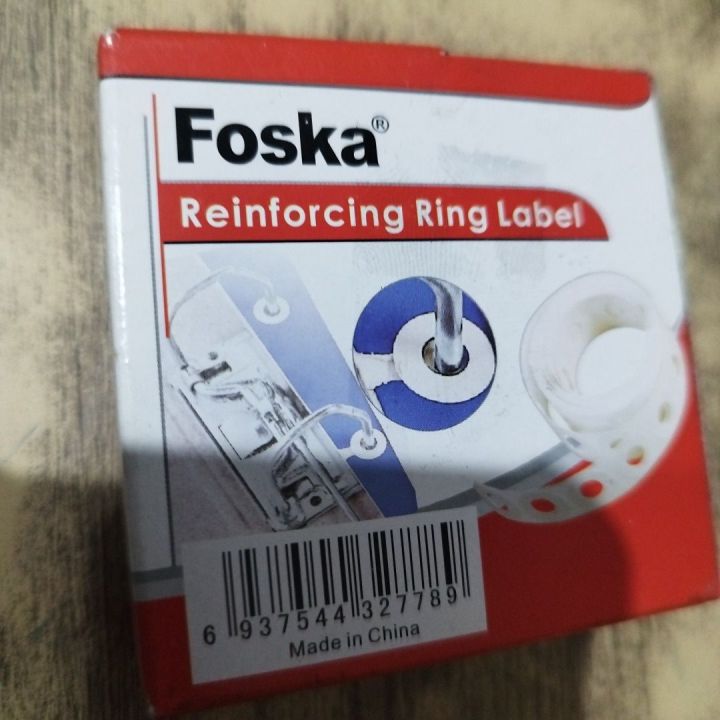 Foska®
Reinforcing Ring Label
6 937544 327789
Made in China